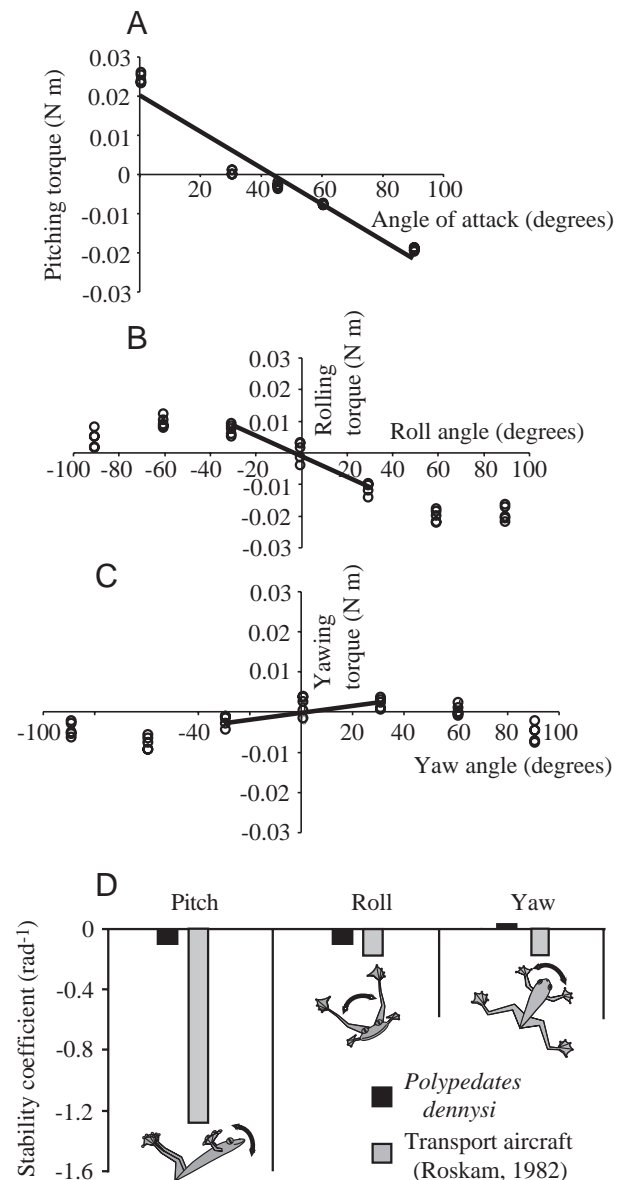 A
Pitching torque (N m)
0.03
0.02
0.01
0
-0.01
-0.02
-0.03
20 40 60 80 100
Angle of attack (degrees)
B
Rolling
torque (N m)
0.03
0.02
0.01
-0.01
-0.02
-0.03
Roll angle (degrees)
-100 -80 -60 -40 -20 0 20 40 60 80 100
C
Yawing
torque (N m)
0.03
0.02
0.01
-0.01
-0.02
-0.03
-100 -40 0 20 40 60 80 100
Yaw angle (degrees)
D
Pitch Roll Yaw
Stability coefficient (rad-1)
0
-0.4
-0.8
-1.2
-1.6
Polypedates
dennysi
Transport aircraft
(Roskam, 1982)